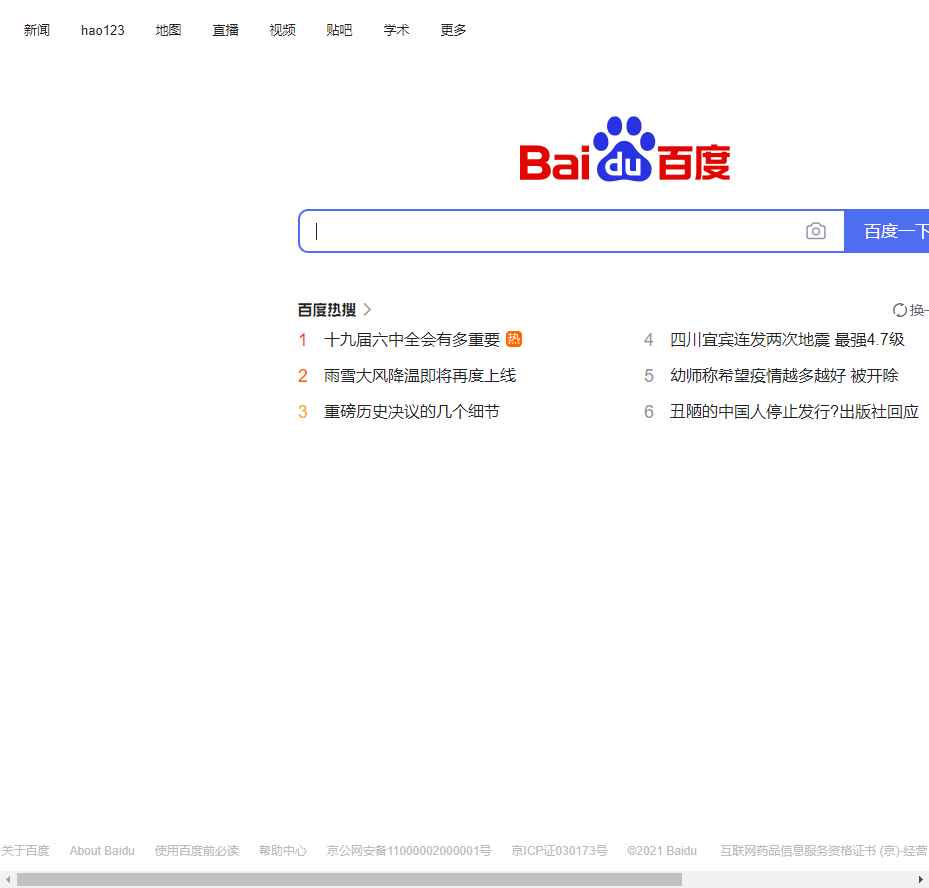 新闻 hao123 地图 直播 视频 贴吧 学术 更多
Bai du 百度
百度一下
百度热搜 换一
1 十九届六中全会有多重要 热 4 四川宜宾连发两次地震 最强4.7级
2 雨雪大风降温即将再度上线 5 幼师称希望疫情越多越好 被开除
3 重磅历史决议的几个细节 6 丑陋的中国人停止发行?出版社回应
关于百度 About Baidu 使用百度前必读 帮助中心 京公网安备11000002000001号 京ICP证030173号 ©2021 Baidu 互联网药品信息服务资格证书 (京)-经营